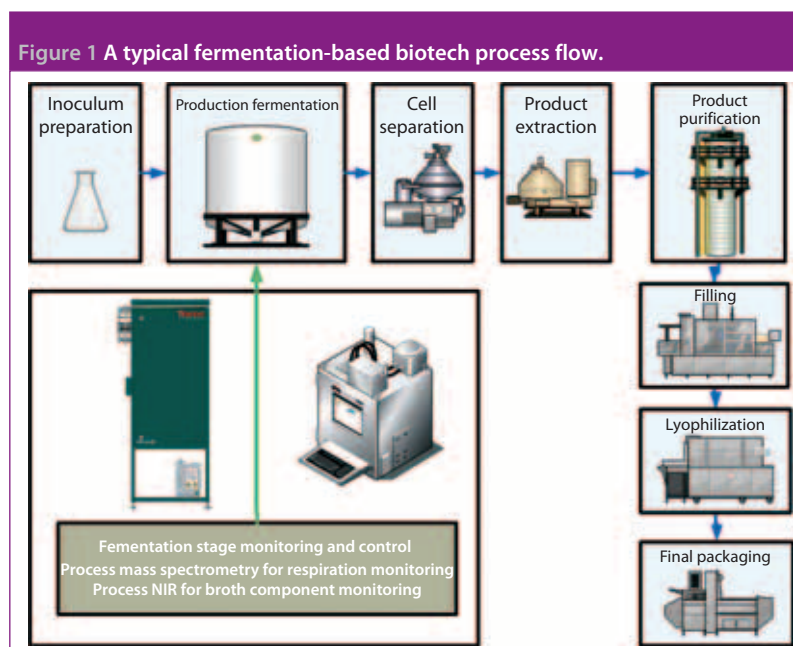 Figure 1 A typical fermentation-based biotech process flow.
Inoculum
preparation
Production fermentation
Cell
separation
Product
extraction
Product
purification
Filling
Lyophilization
Final packaging
Fementation stage monitoring and control
Process mass spectrometry for respiration monitoring
Process NIR for broth component monitoring